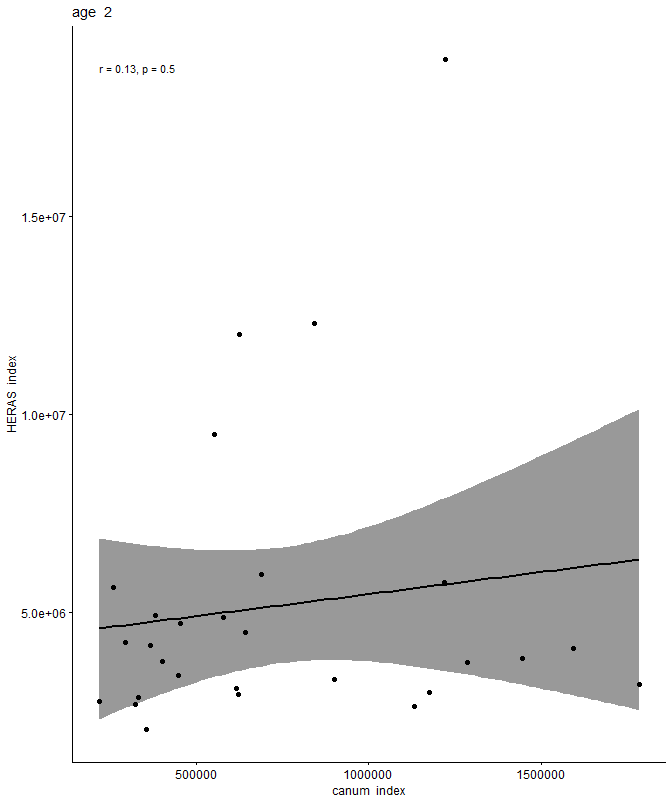 age 2
r = 0.13, p = 0.5
1.5e+07
1.0e+07
5.0e+06
HERAS index
500000
1000000
1500000
canum index